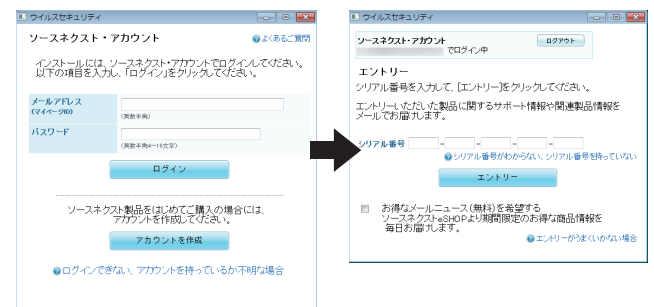 ウイルスセキュリティ
ソースネクスト・アカウント
よくあるご質問
インストールには、ソースネクスト・アカウントでログインしてください。
以下の項目を入力し、「ログイン」をクリックしてください。
メールアドレス
(マイページID)
(英数半角)
パスワード
(英数半角4~16文字)
ログイン
ソースネクスト製品をはじめてご購入の場合には、
アカウントを作成してください。
アカウントを作成
ログインできない、アカウントを持っているか不明な場合
ウイルスセキュリティ
ソースネクスト・アカウント
でログイン中
ログアウト
エントリー
シリアル番号を入力して、[エントリー]をクリックしてください。
エントリーいただいた製品に関するサポート情報や関連製品情報を
メールでお届けします。
シリアル番号 - - - -
シリアル番号がわからない、シリアル番号を持っていない
エントリー
お得なメールニュース(無料)を希望する
ソースネクストeSHOPより期間限定のお得な商品情報を
毎日お届けします。
エントリーがうまくいかない場合